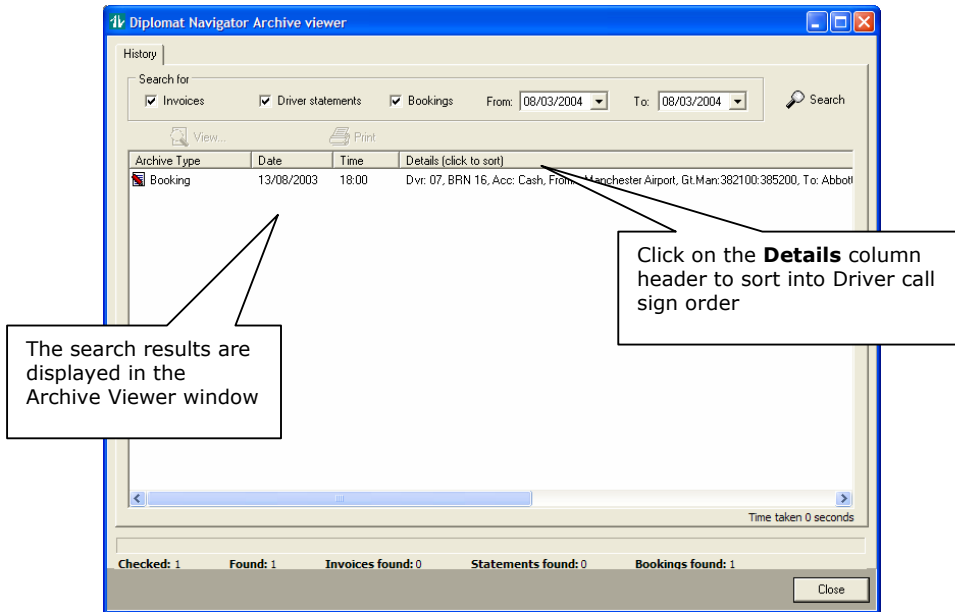 Diplomat Navigator Archive viewer
History
Search for
Invoices Driver statements Bookings From: 08/03/2004 To: 08/03/2004 Search
View... Print
Archive Type Date Time Details (click to sort)
Booking 13/08/2003 18:00 Dvr: 07, BRN 16, Acc: Cash, From: Manchester Airport, Gt.Man:382100:385200, To: Abbott
Click on the Details column
header to sort into Driver call
sign order
The search results are
displayed in the
Archive Viewer window
Time taken 0 seconds
Checked: 1 Found: 1 Invoices found: 0 Statements found: 0 Bookings found: 1
Close